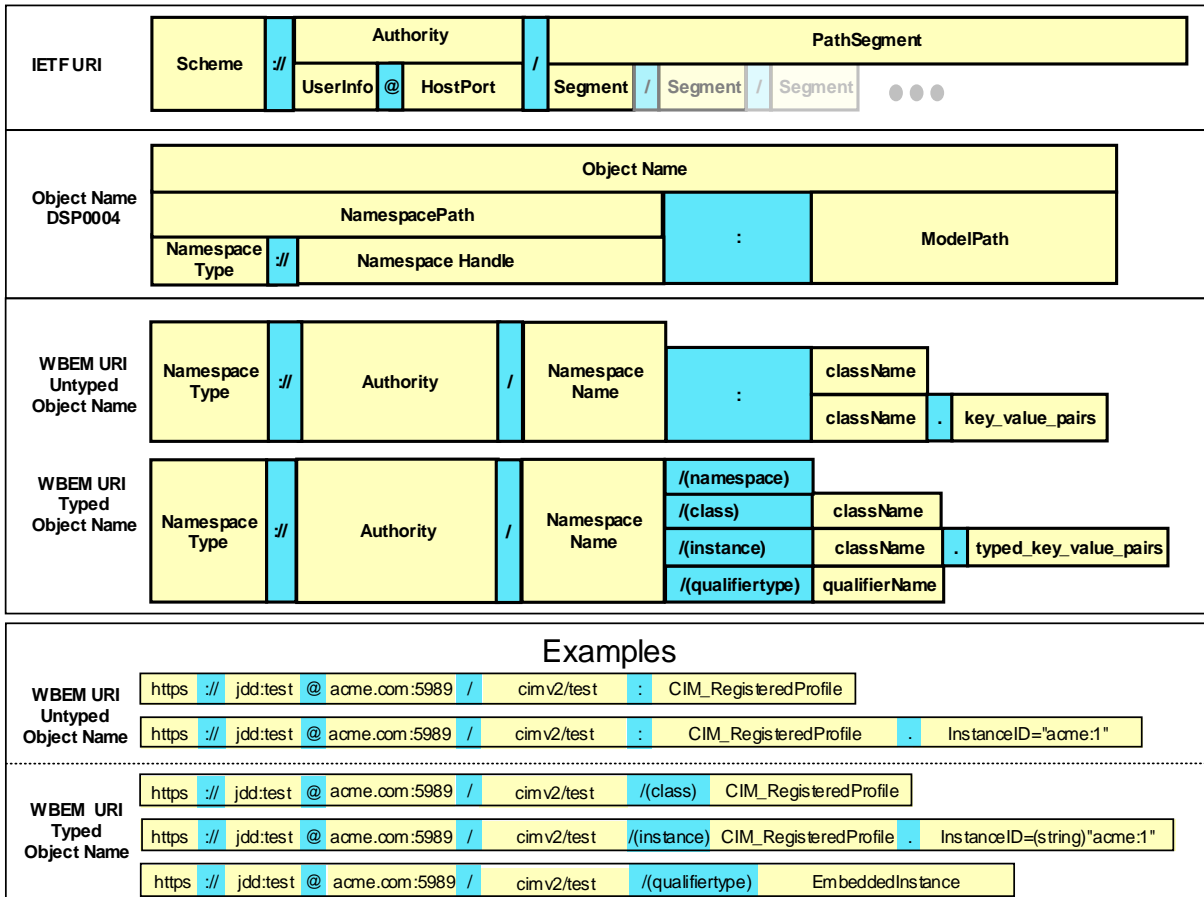 IETF URI
Scheme :// Authority / PathSegment
UserInfo @ HostPort Segment / Segment / Segment
Object Name
DSP0004
Object Name
NamespacePath : ModelPath
Namespace
Type :// Namespace Handle
WBEM URI
Untyped
Object Name
Namespace
Type :// Authority / Namespace
Name : className
className . key_value_pairs
WBEM URI
Typed
Object Name
Namespace
Type :// Authority / Namespace
Name
/(namespace)
/(class) className
/(instance) className . typed_key_value_pairs
/(qualifiertype) qualifierName
Examples
WBEM URI
Untyped
Object Name
https :// jdd:test @ acme.com:5989 / cimv2/test : CIM_RegisteredProfile
https :// jdd:test @ acme.com:5989 / cimv2/test : CIM_RegisteredProfile . InstanceID="acme:1"
WBEM URI
Typed
Object Name
https :// jdd:test @ acme.com:5989 / cimv2/test /(class) CIM_RegisteredProfile
https :// jdd:test @ acme.com:5989 / cimv2/test /(instance) CIM_RegisteredProfile . InstanceID=(string)"acme:1"
https :// jdd:test @ acme.com:5989 / cimv2/test /(qualifiertype) EmbeddedInstance